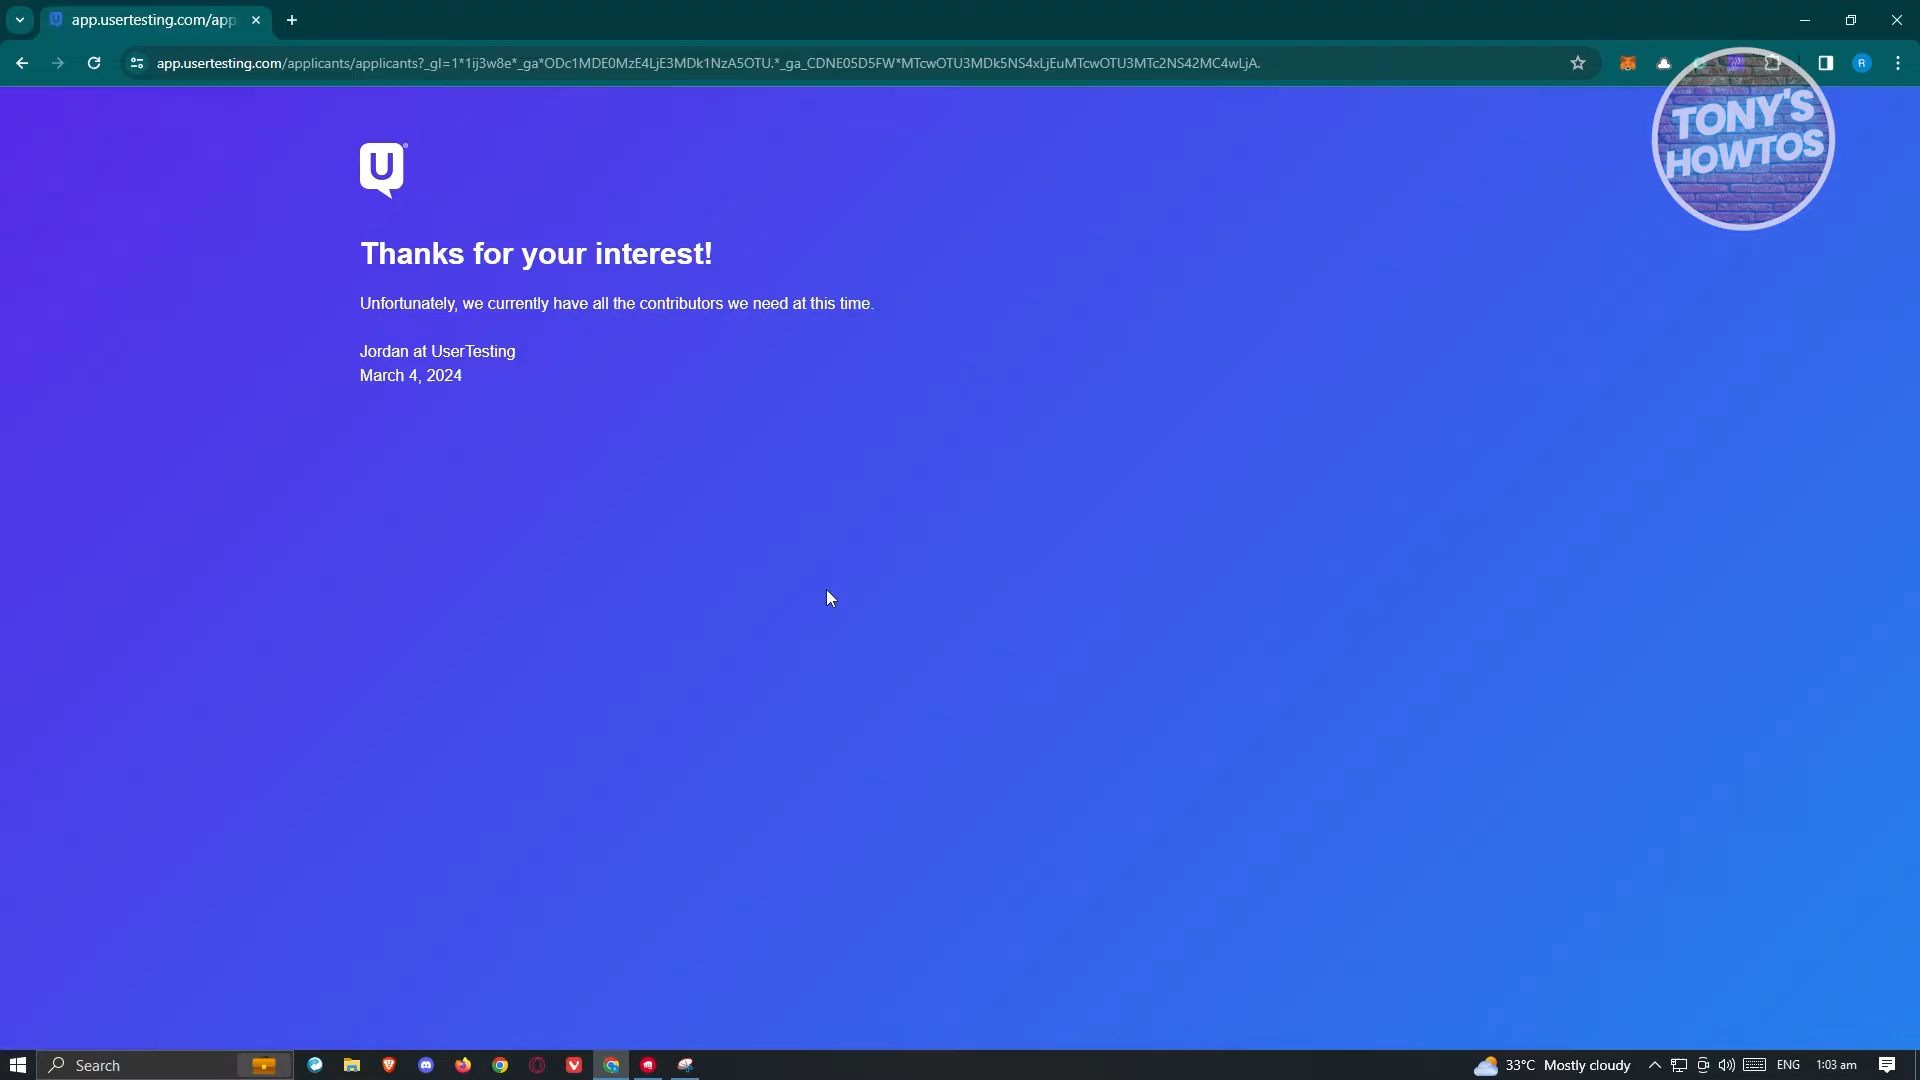 app.usertesting.com/app
app.usertesting.com/applicants/applicants?_gl=1*1ij3w8e*_ga*ODc1MDE0MzE4LjE3MDk1NzA5OTU.*_ga_CDNE05D5FW*MTcwOTU3MDk5NS4xLjEuMTcwOTU3MTc2NS42MC4wLjA.
R
TONY'S
HOWTOS
U
Thanks for your interest!
Unfortunately, we currently have all the contributors we need at this time.
Jordan at UserTesting
March 4, 2024
Search
33°C Mostly cloudy
ENG
1:03 am